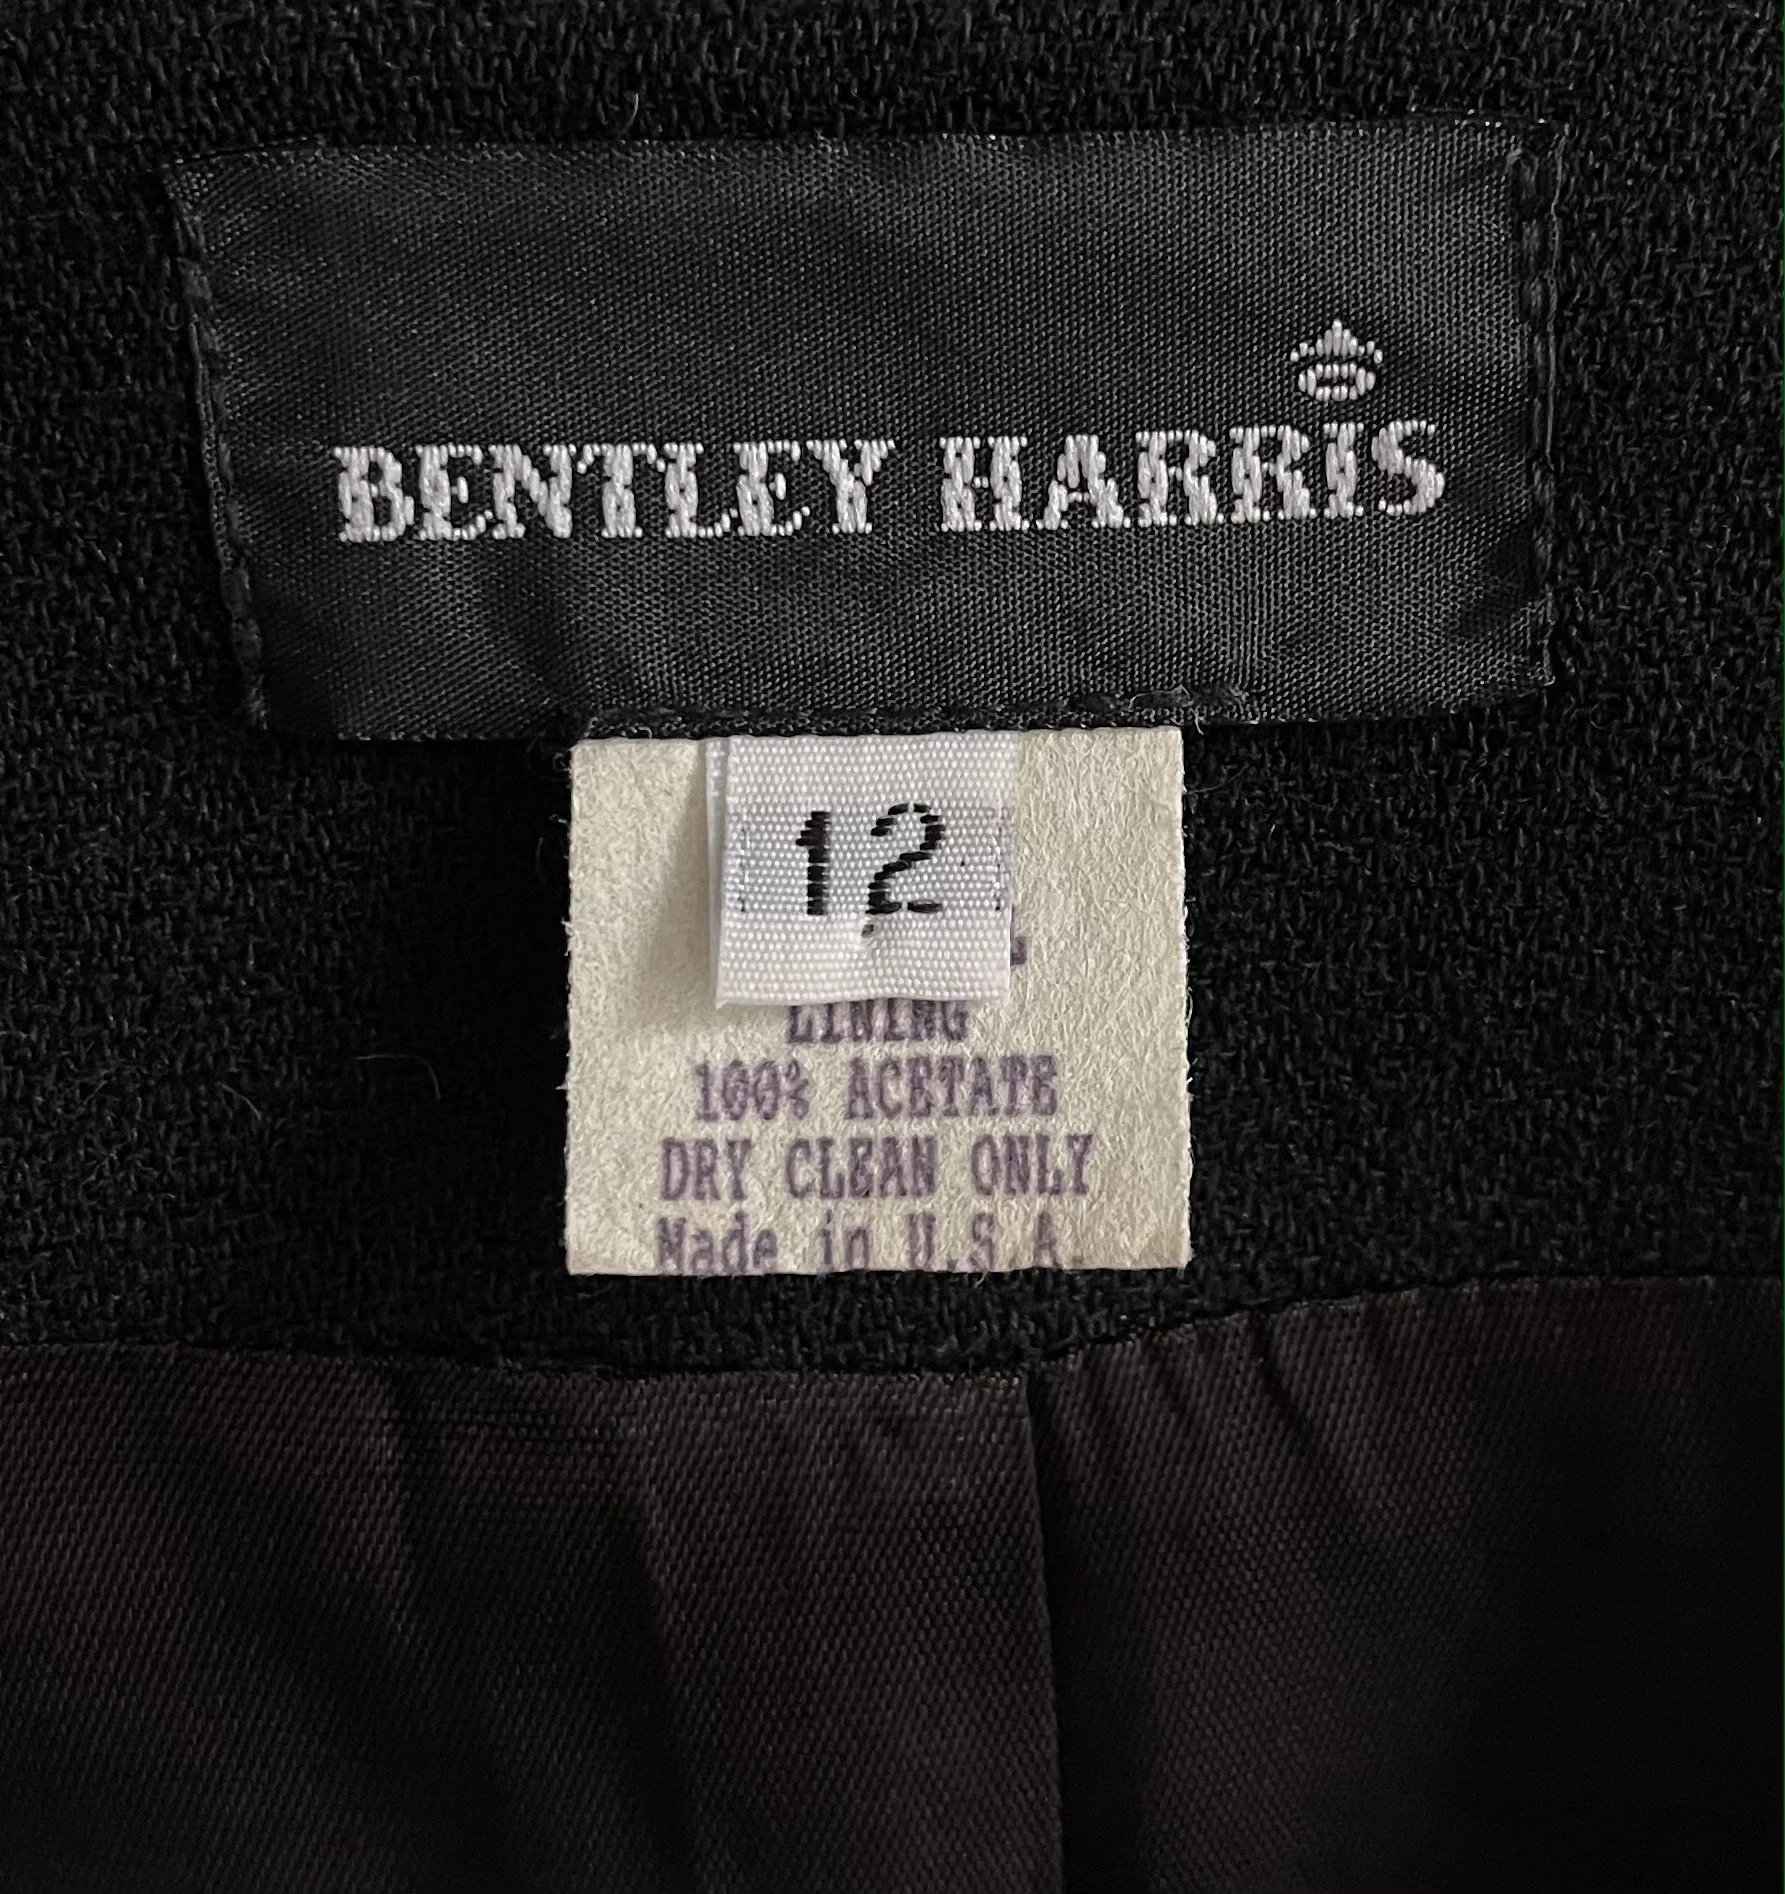 BENTLEY HARRIS
12
LINING
100% ACETATE
DRY CLEAN ONLY
Made in U.S.A.